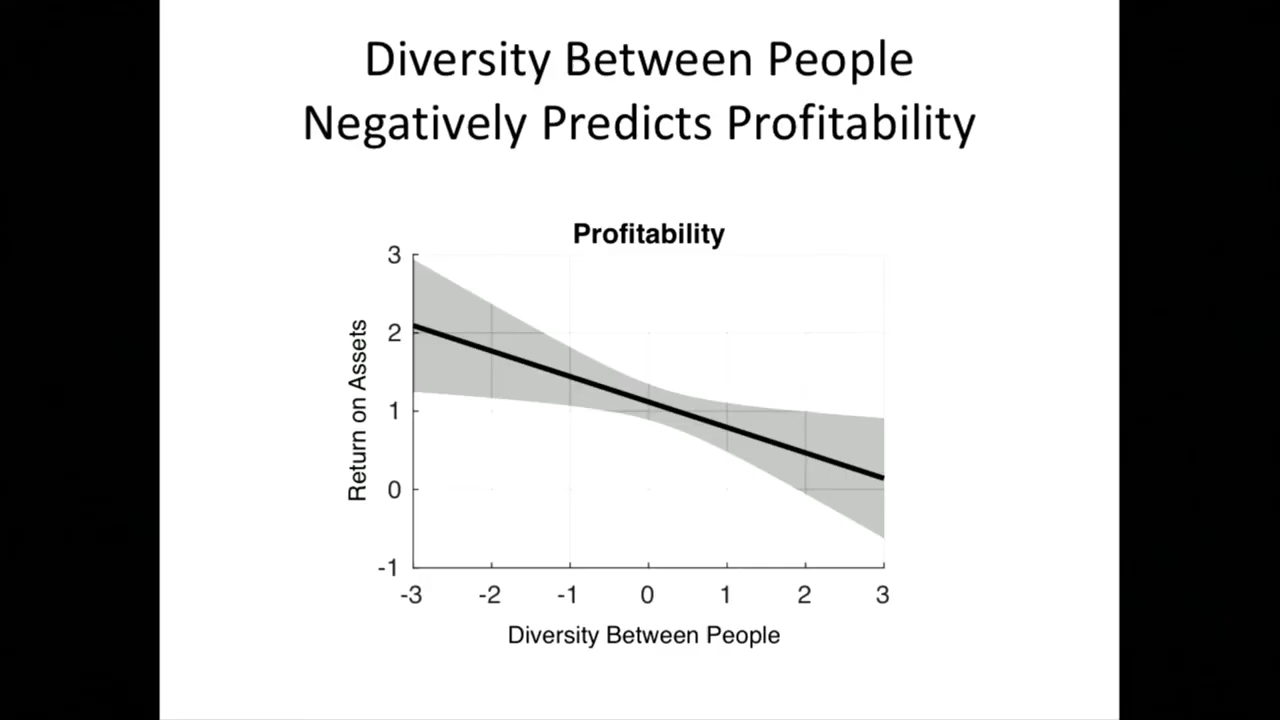 Diversity Between People
Negatively Predicts Profitability
Profitability
Return on Assets
3
2
1
0
-1
-3 -2 -1 0 1 2 3
Diversity Between People